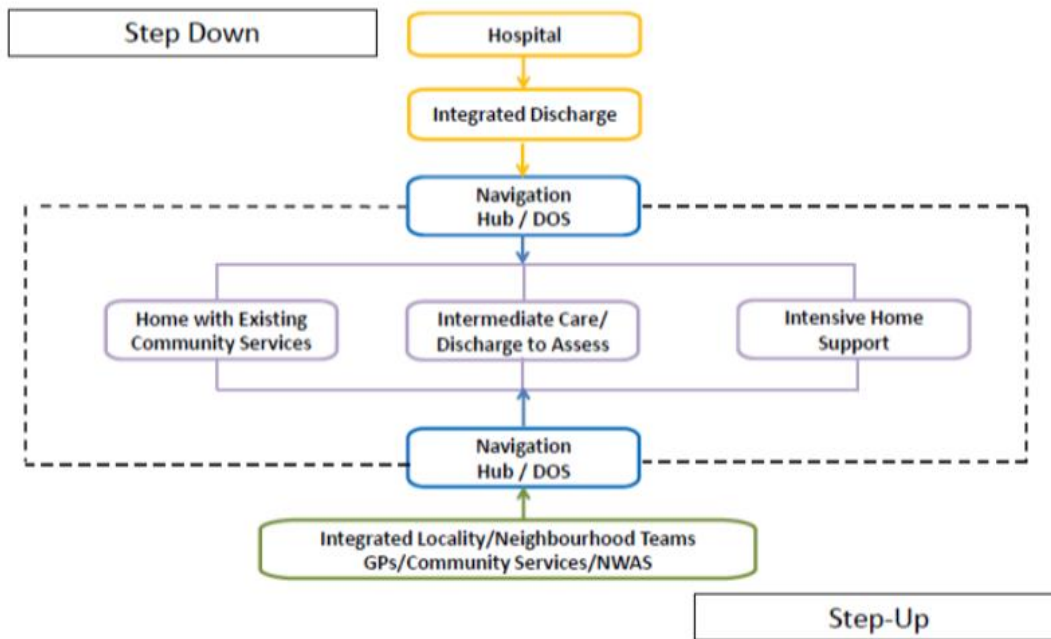 Step Down
Hospital
Integrated Discharge
Navigation
Hub / DOS
Home with Existing
Community Services
Intermediate Care/
Discharge to Assess
Intensive Home
Support
Navigation
Hub / DOS
Integrated Locality/Neighbourhood Teams
GPs/Community Services/NWAS
Step-Up